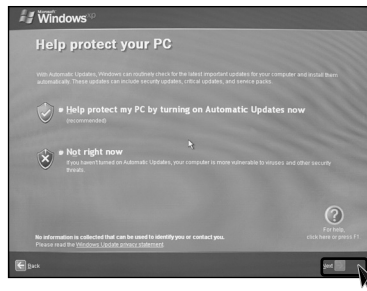 Microsoft
Windows xp
Help protect your PC
With Automatic Updates, Windows can routinely check for the latest important updates for your computer and install them
automatically. These updates can include security updates, critical updates, and service packs.
Help protect my PC by turning on Automatic Updates now
(recommended)
Not right now
If you haven't turned on Automatic Updates, your computer is more vulnerable to viruses and other security
threats.
For help,
click here or press F1
No information is collected that can be used to identify you or contact you.
Please read the Windows Update privacy statement.
Back
Next